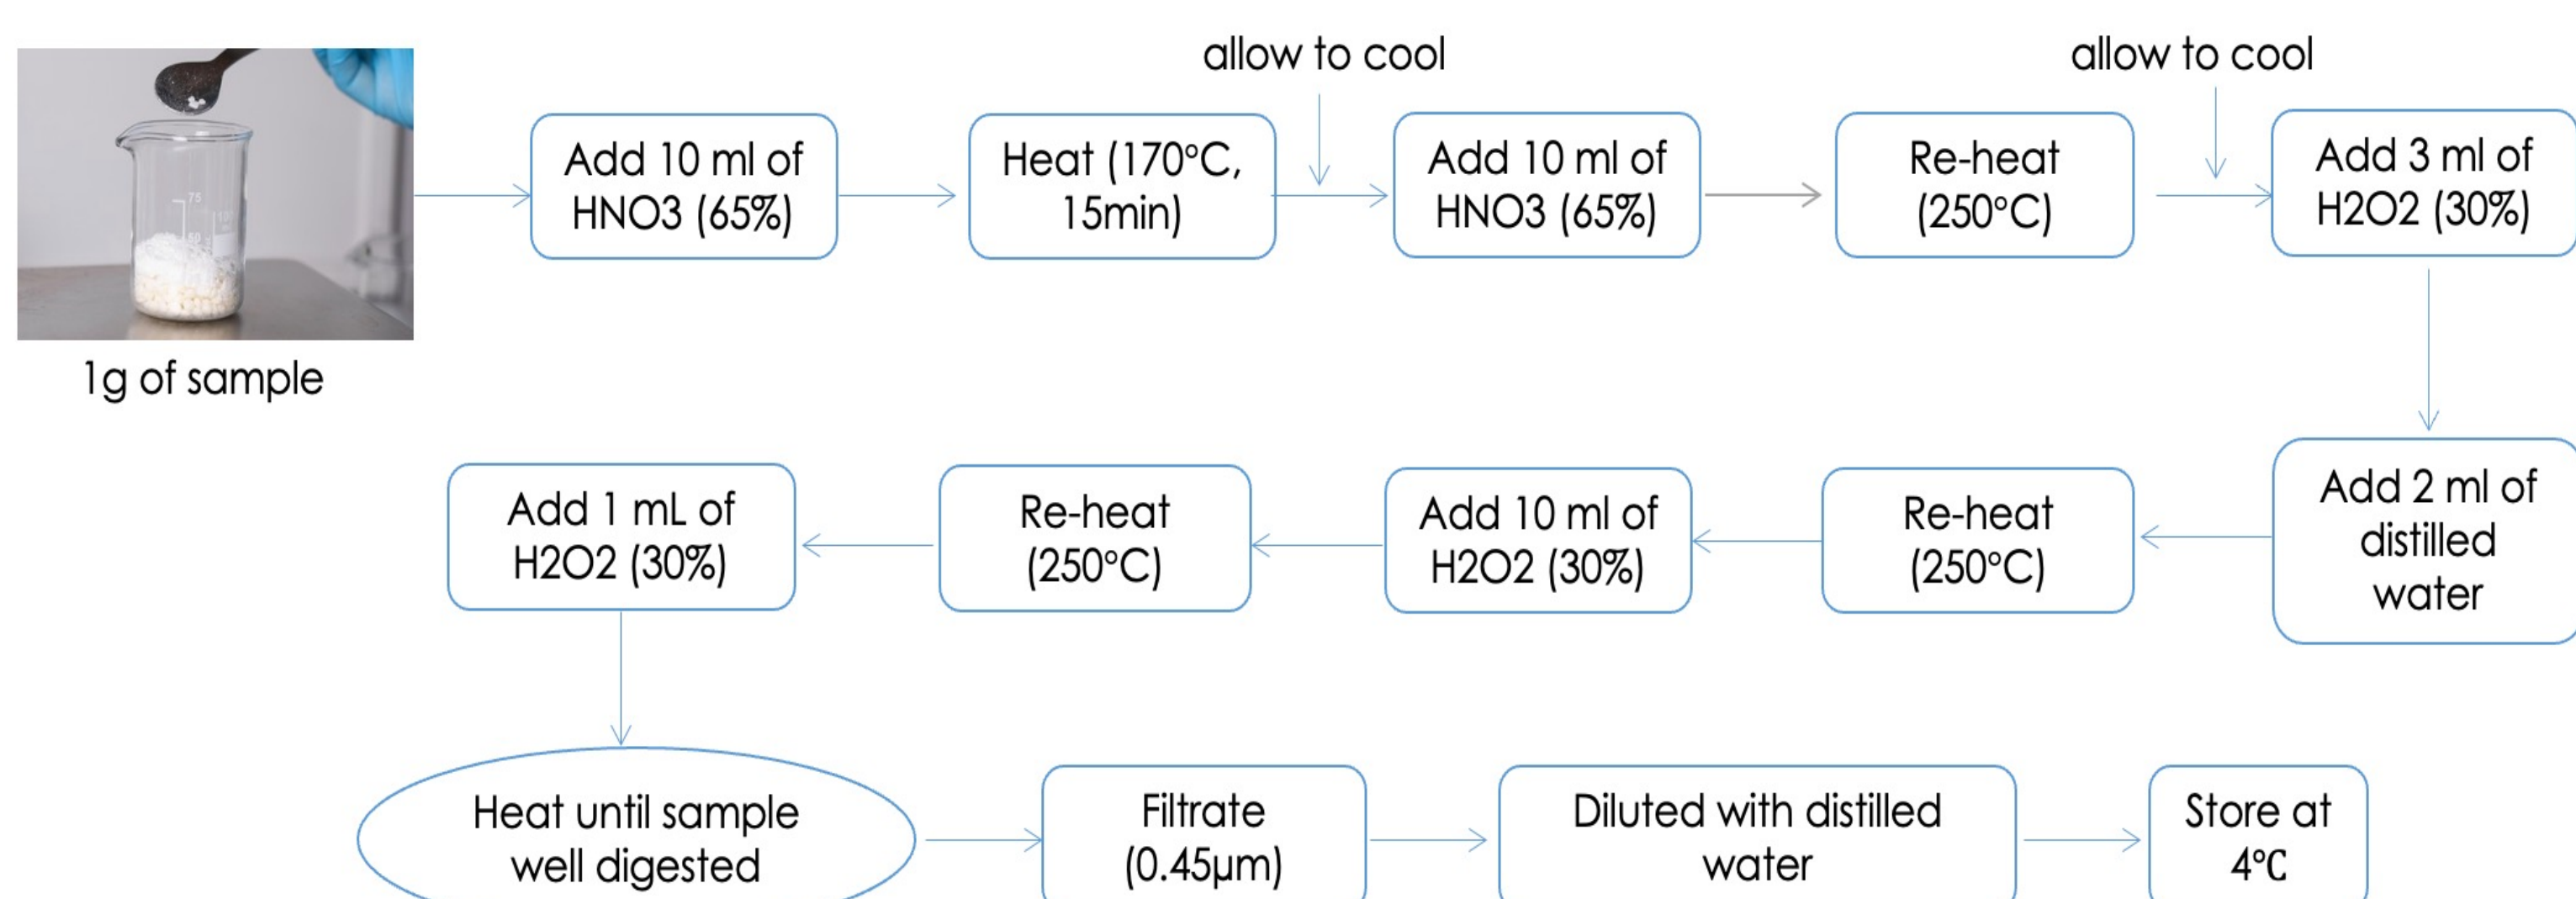 allow to cool
allow to cool
Add 10 ml of
HNO3 (65%)
Heat (170°C,
15min)
Add 10 ml of
HNO3 (65%)
Re-heat
(250°C)
Add 3 ml of
H2O2 (30%)
75
100
50
1g of sample
Add 2 ml of
distilled
water
Re-heat
(250°C)
Add 10 ml of
H2O2 (30%)
Re-heat
(250°C)
Add 1 mL of
H2O2 (30%)
Heat until sample
well digested
Filtrate
(0.45µm)
Diluted with distilled
water
Store at
4°C